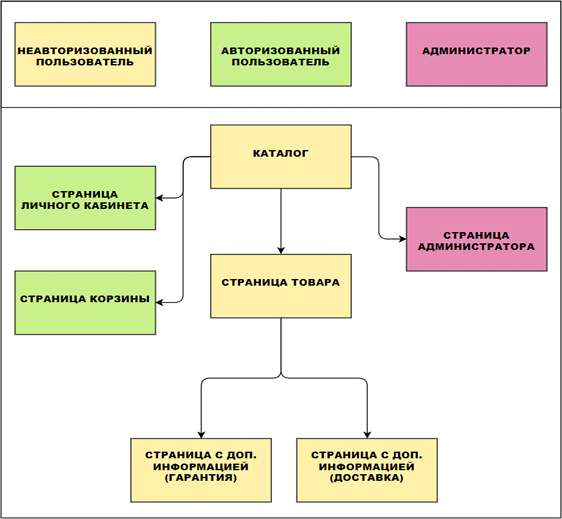 НЕАВТОРИЗОВАННЫЙ
ПОЛЬЗОВАТЕЛЬ
АВТОРИЗОВАННЫЙ
ПОЛЬЗОВАТЕЛЬ
АДМИНИСТРАТОР
КАТАЛОГ
СТРАНИЦА
ЛИЧНОГО КАБИНЕТА
СТРАНИЦА
АДМИНИСТРАТОРА
СТРАНИЦА КОРЗИНЫ
СТРАНИЦА ТОВАРА
СТРАНИЦА С ДОП.
ИНФОРМАЦИЕЙ
(ГАРАНТИЯ)
СТРАНИЦА С ДОП.
ИНФОРМАЦИЕЙ
(ДОСТАВКА)